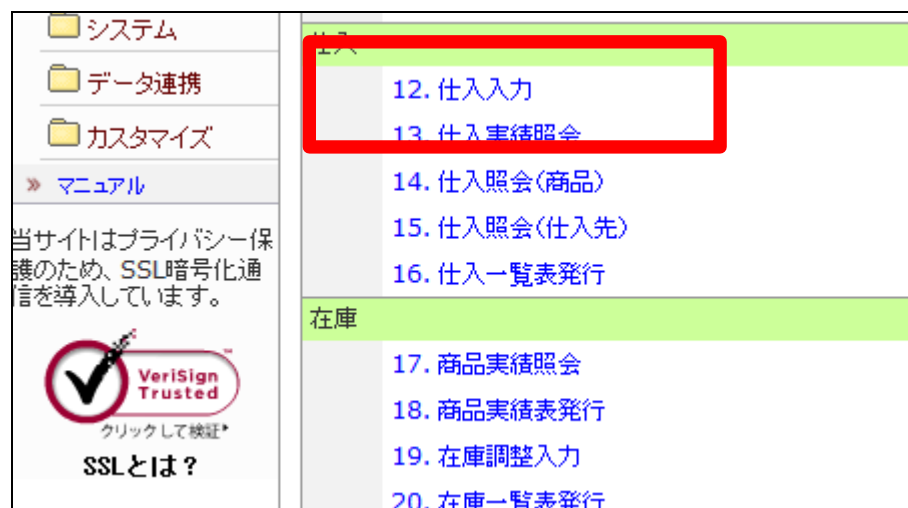 システム
データ連携
カスタマイズ
» マニュアル
当サイトはプライバシー保
護のため、SSL暗号化通
信を導入しています。
VeriSign
Trusted
™
クリックして検証▸
SSLとは？
仕入
12. 仕入入力
13. 仕入実績照会
14. 仕入照会(商品)
15. 仕入照会(仕入先)
16. 仕入一覧表発行
在庫
17. 商品実績照会
18. 商品実績表発行
19. 在庫調整入力
20. 在庫一覧表発行